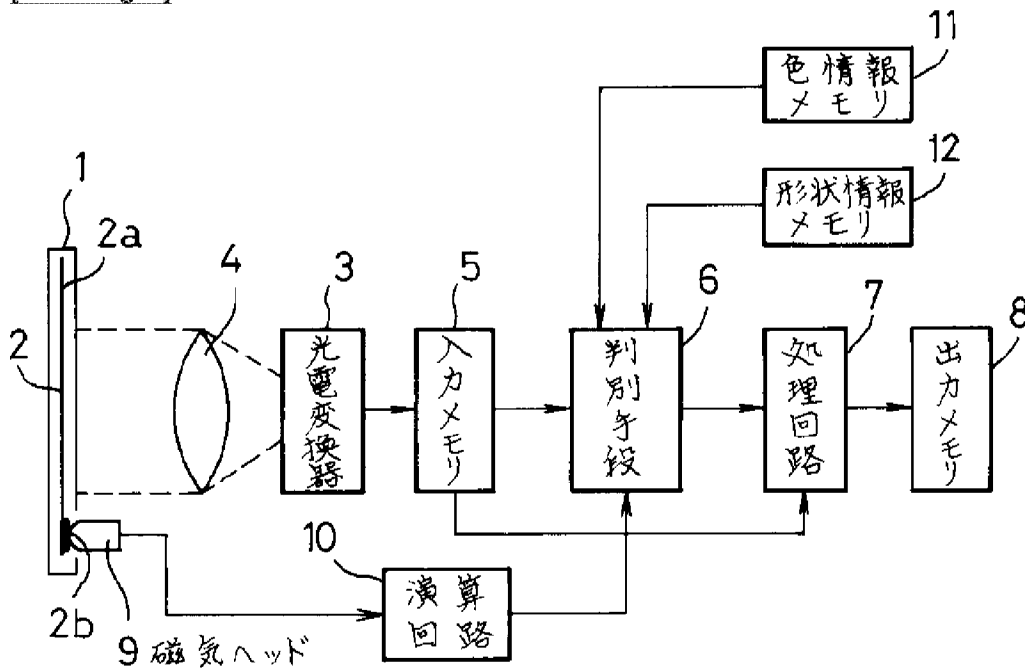 11
色情報
メモリ
12
形状情報
メモリ
1
2a
4
3
5
6
7
8
2
光電変換器
入力メモリ
判別手段
処理回路
出力メモリ
10
演算
回路
2b
9 磁気ヘッド